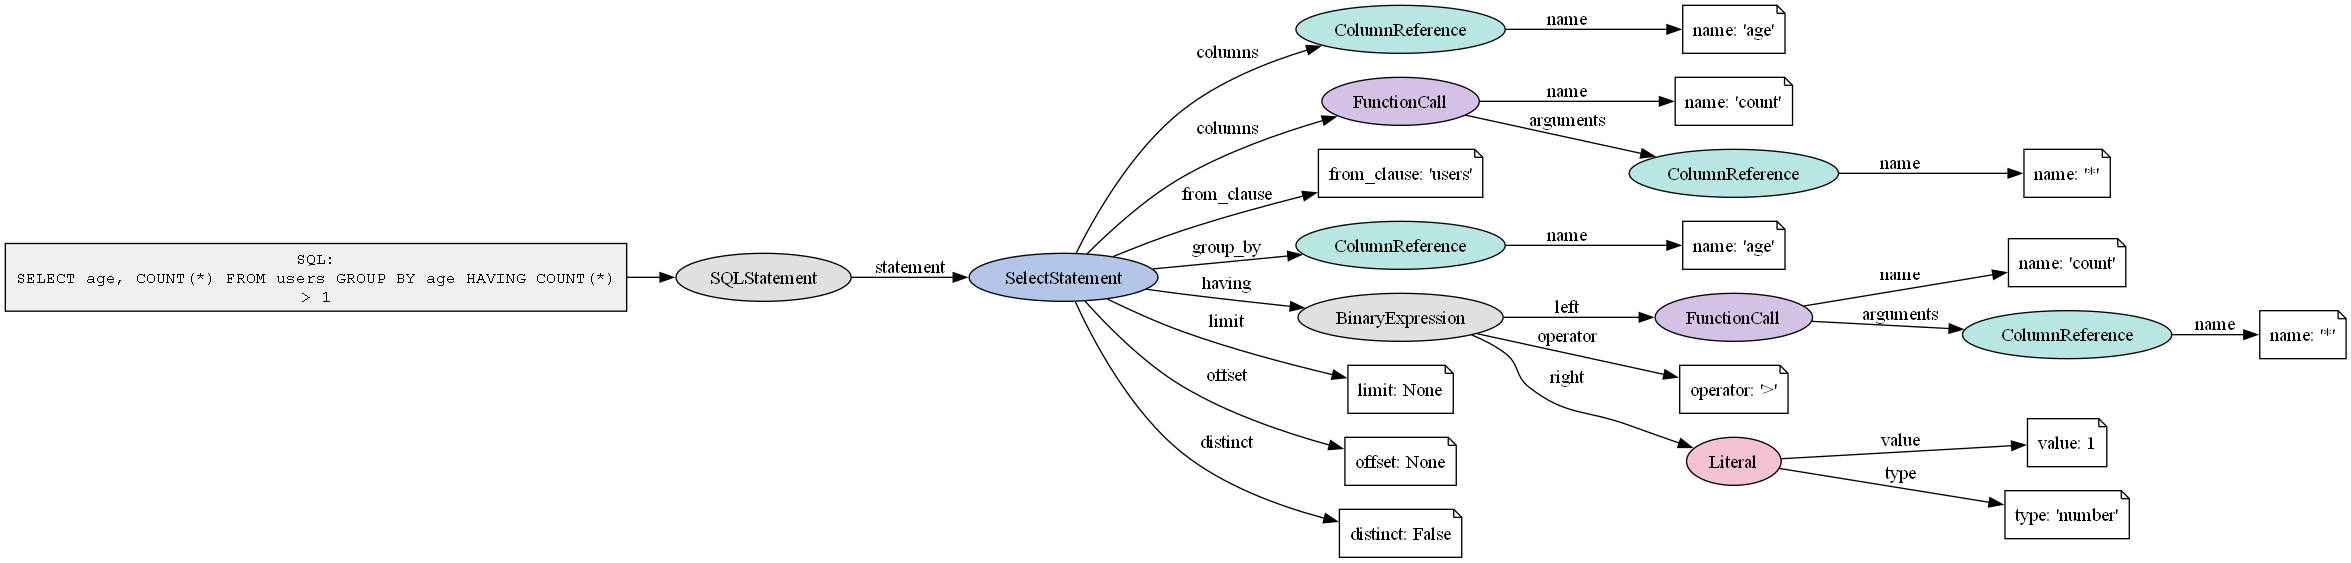 SQL:
SELECT age, COUNT(*) FROM users GROUP BY age HAVING COUNT(*)
> 1
SQLStatement
statement
SelectStatement
columns
ColumnReference
name
name: 'age'
columns
FunctionCall
name
name: 'count'
arguments
ColumnReference
name
name: '*'
from_clause
from_clause: 'users'
group_by
ColumnReference
name
name: 'age'
having
BinaryExpression
left
FunctionCall
name
name: 'count'
arguments
ColumnReference
name
name: '*'
operator
operator: '>'
right
Literal
value
value: 1
type
type: 'number'
limit
limit: None
offset
offset: None
distinct
distinct: False